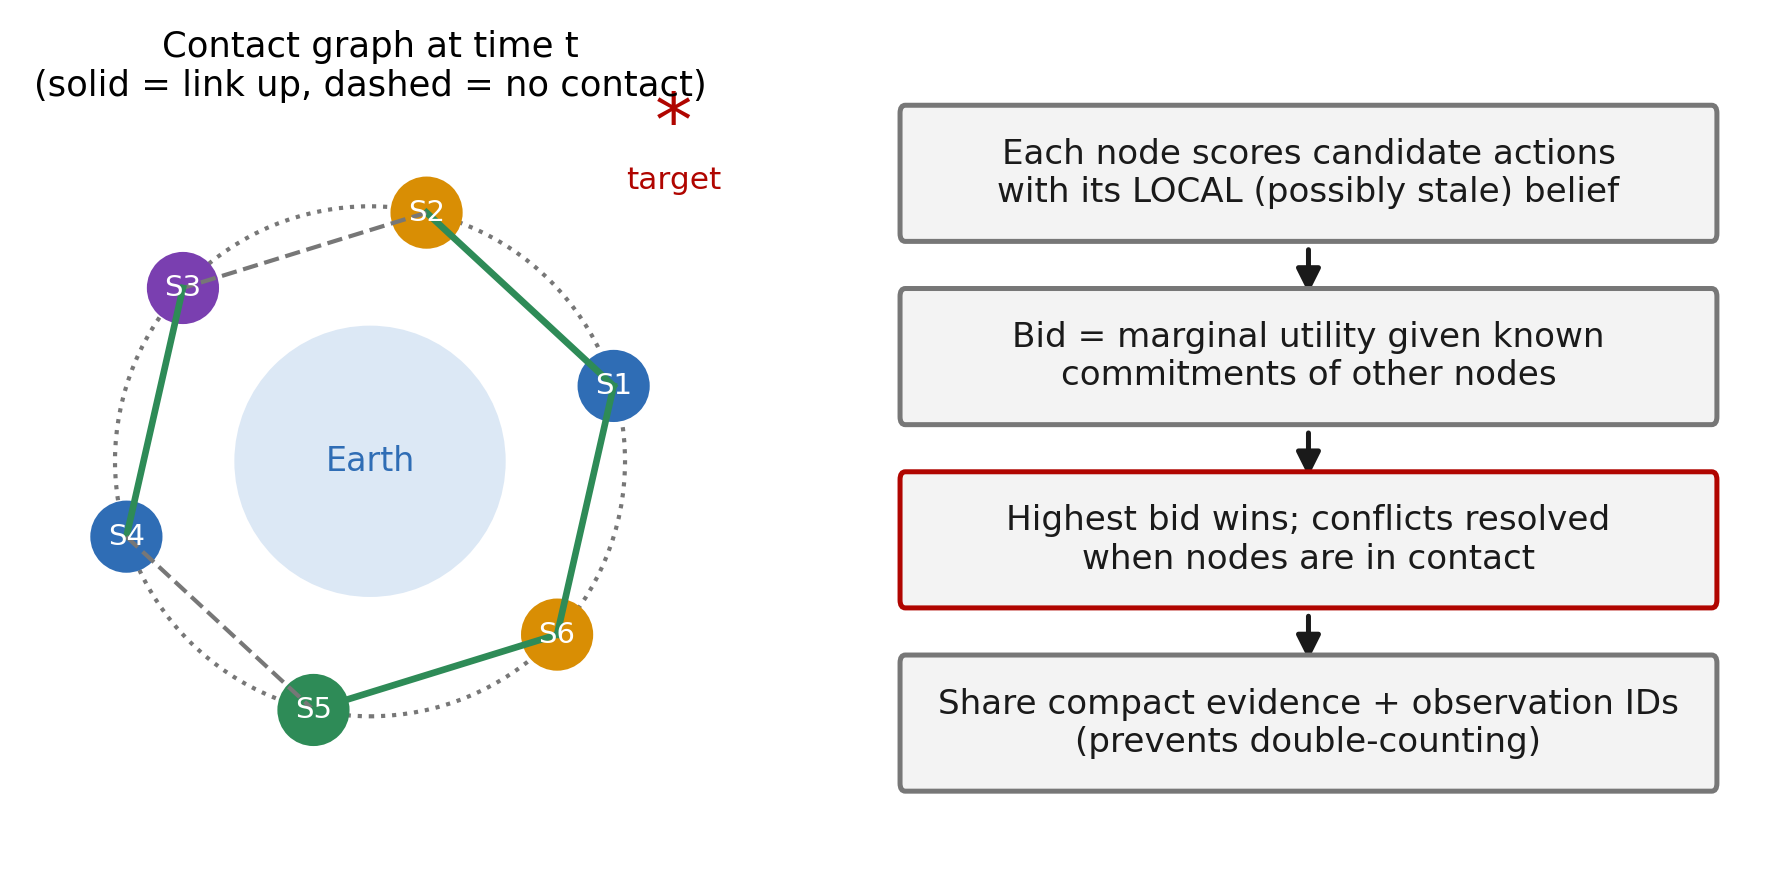 Contact graph at time t
(solid = link up, dashed = no contact)
*
target
S2
S3
S1
Earth
S4
S6
S5
Each node scores candidate actions
with its LOCAL (possibly stale) belief
Bid = marginal utility given known
commitments of other nodes
Highest bid wins; conflicts resolved
when nodes are in contact
Share compact evidence + observation IDs
(prevents double-counting)